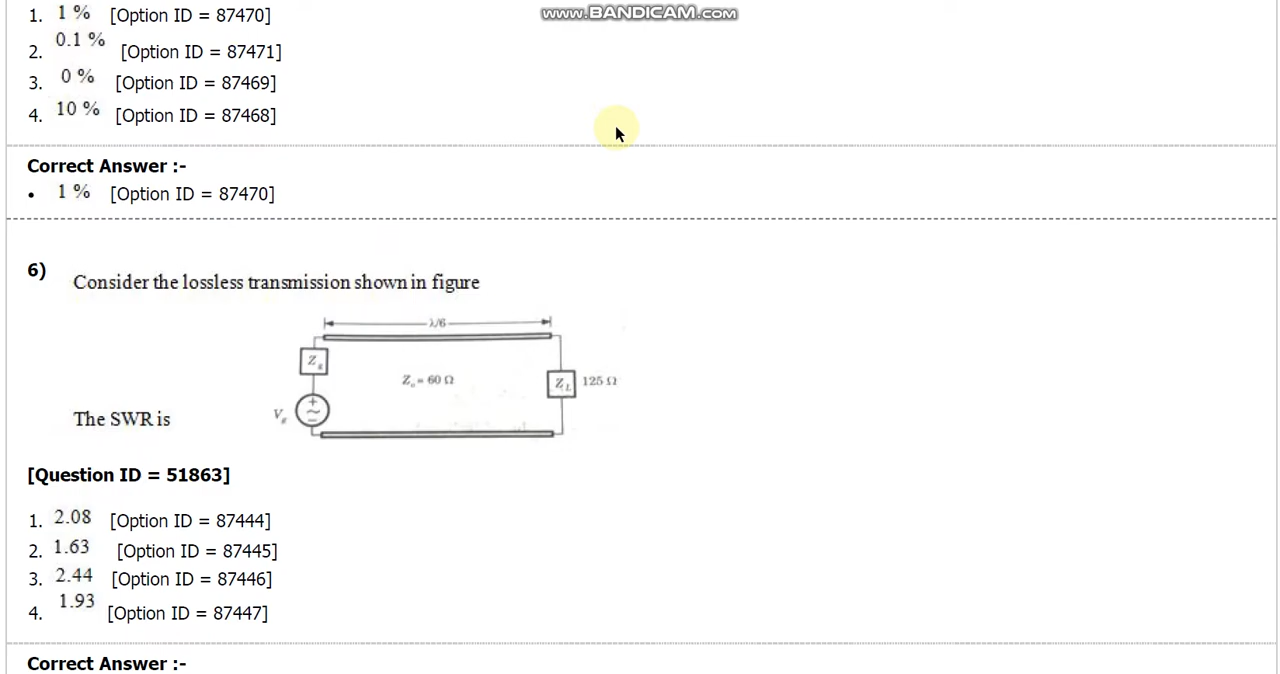 www.BANDICAM.com
1. 1 % [Option ID = 87470]
2. 0.1 % [Option ID = 87471]
3. 0 % [Option ID = 87469]
4. 10 % [Option ID = 87468]
Correct Answer :-
• 1 % [Option ID = 87470]
6) Consider the lossless transmission shown in figure
λ/6
Zg
Zo = 60 Ω
ZL 125 Ω
The SWR is
Vg
[Question ID = 51863]
1. 2.08 [Option ID = 87444]
2. 1.63 [Option ID = 87445]
3. 2.44 [Option ID = 87446]
4. 1.93 [Option ID = 87447]
Correct Answer :-